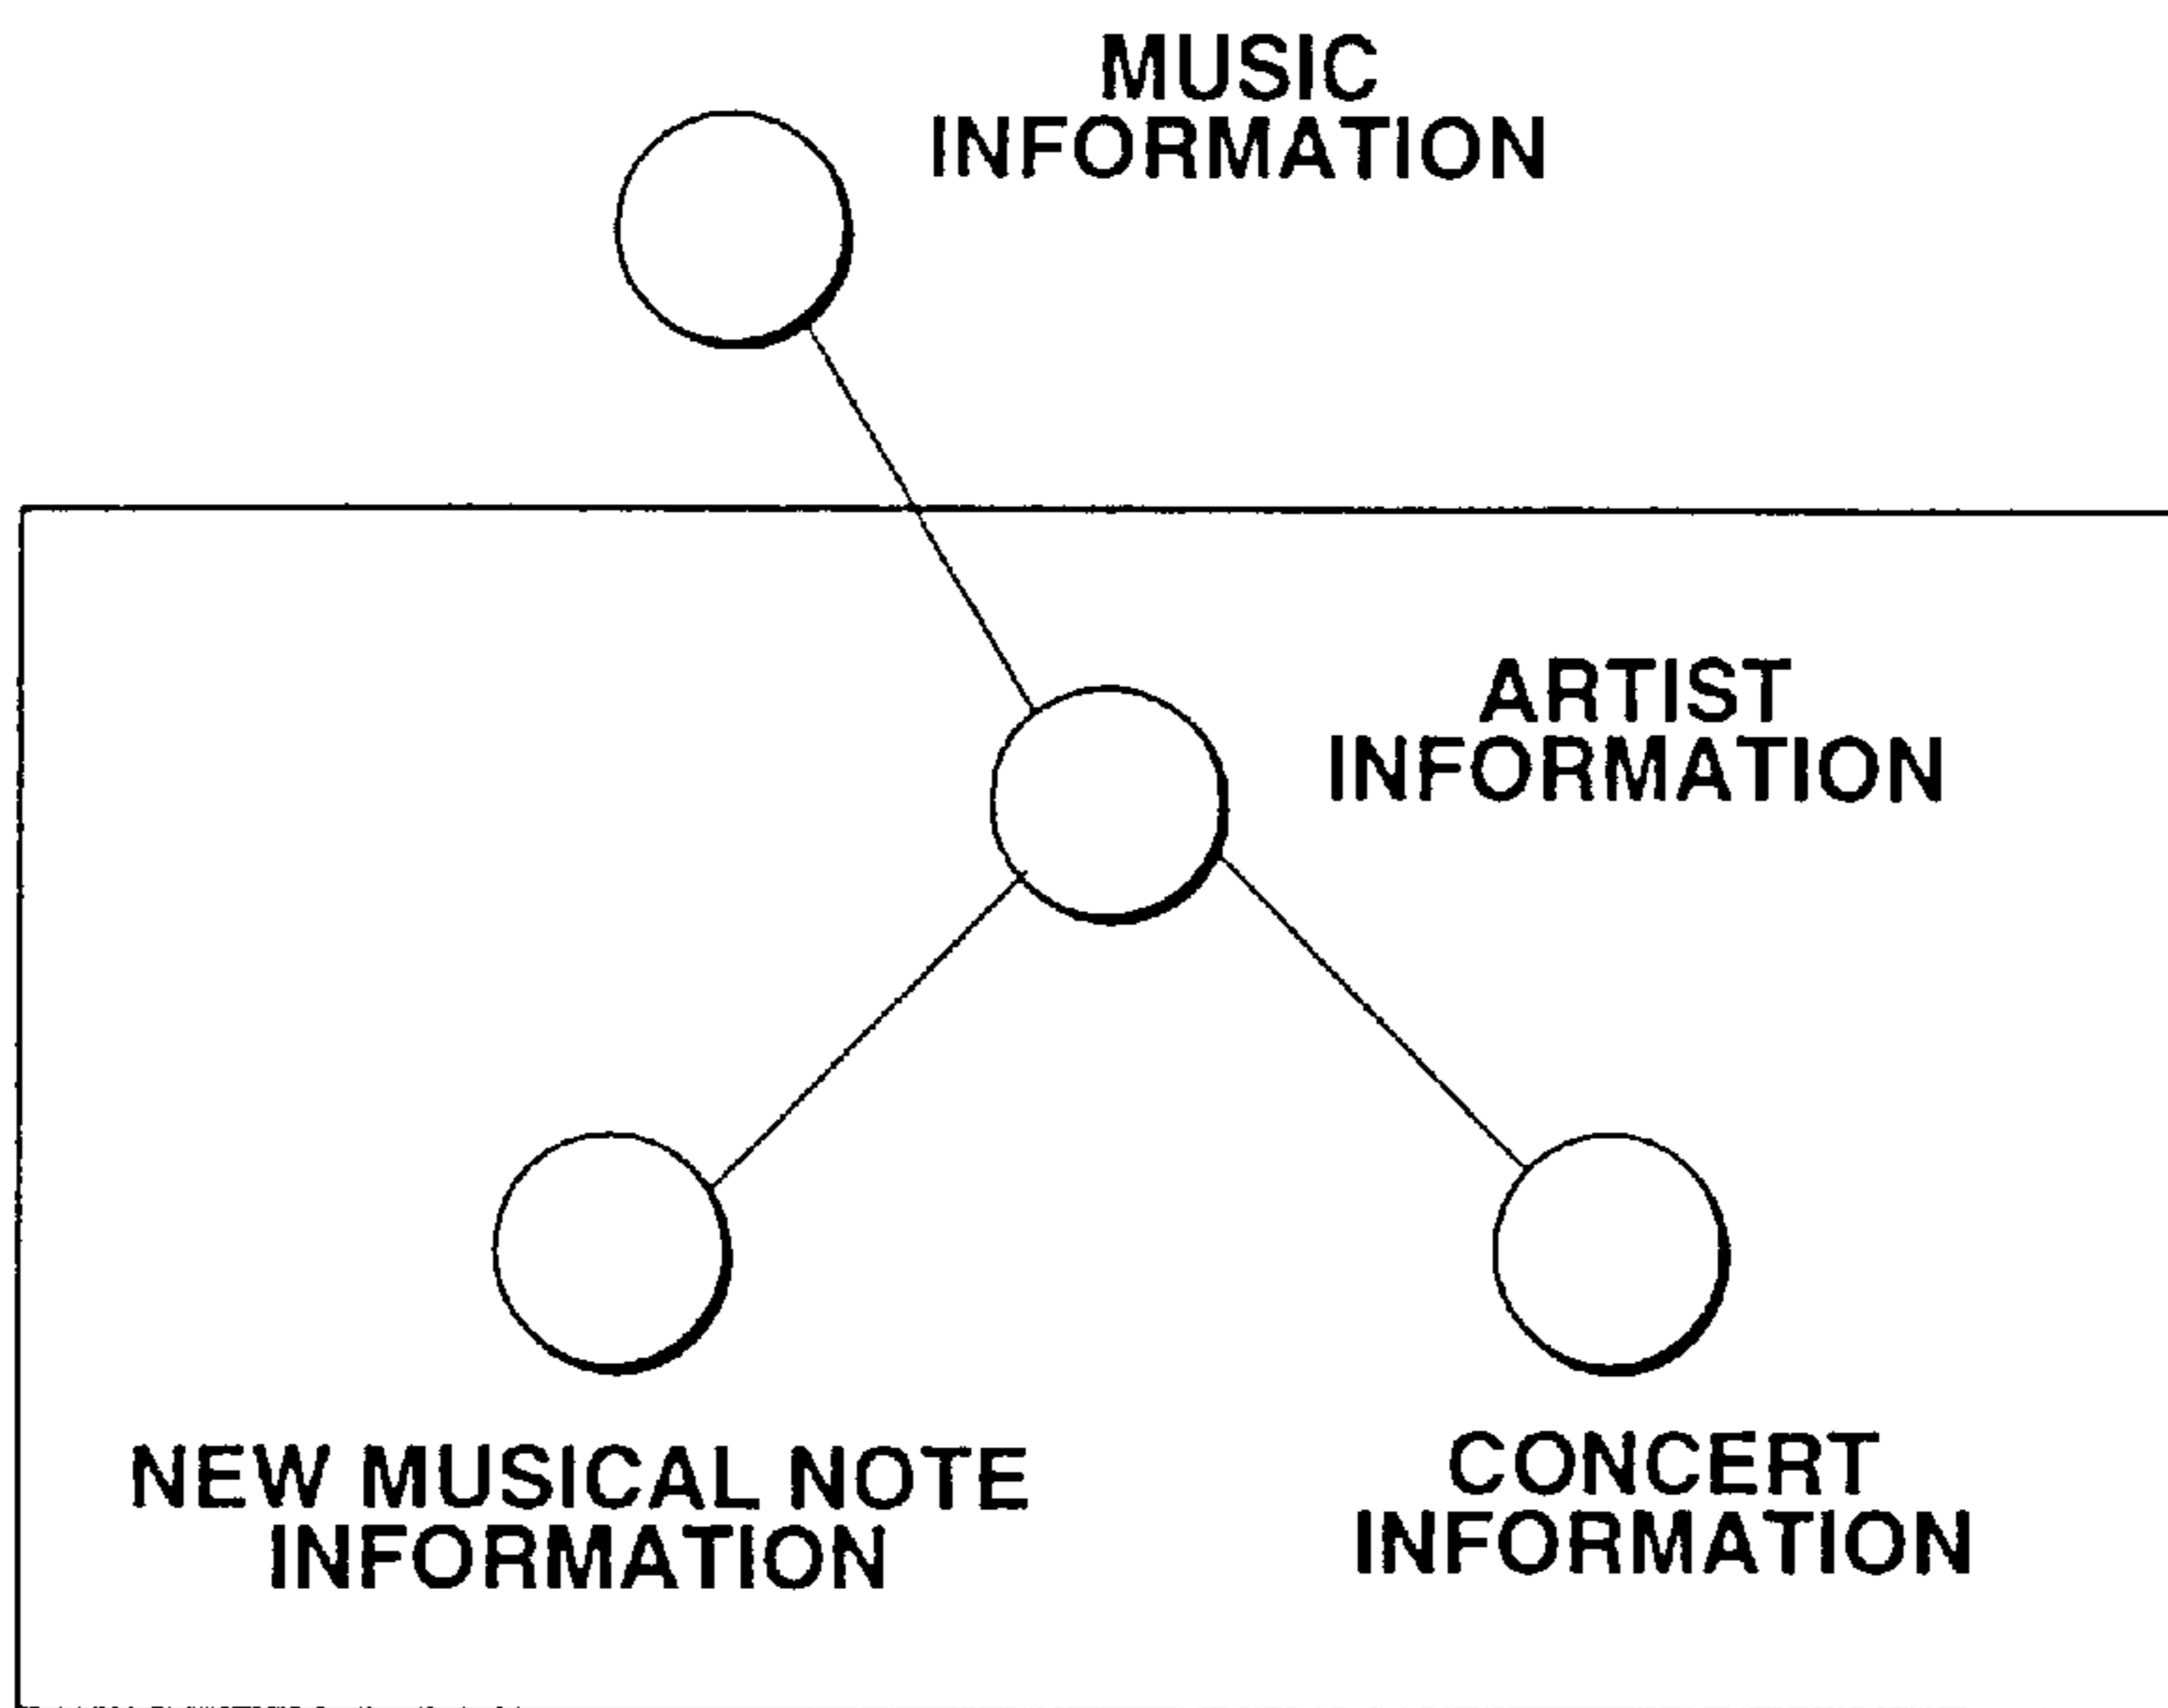 MUSIC
INFORMATION
ARTIST
INFORMATION
NEW MUSICAL NOTE
INFORMATION
CONCERT
INFORMATION